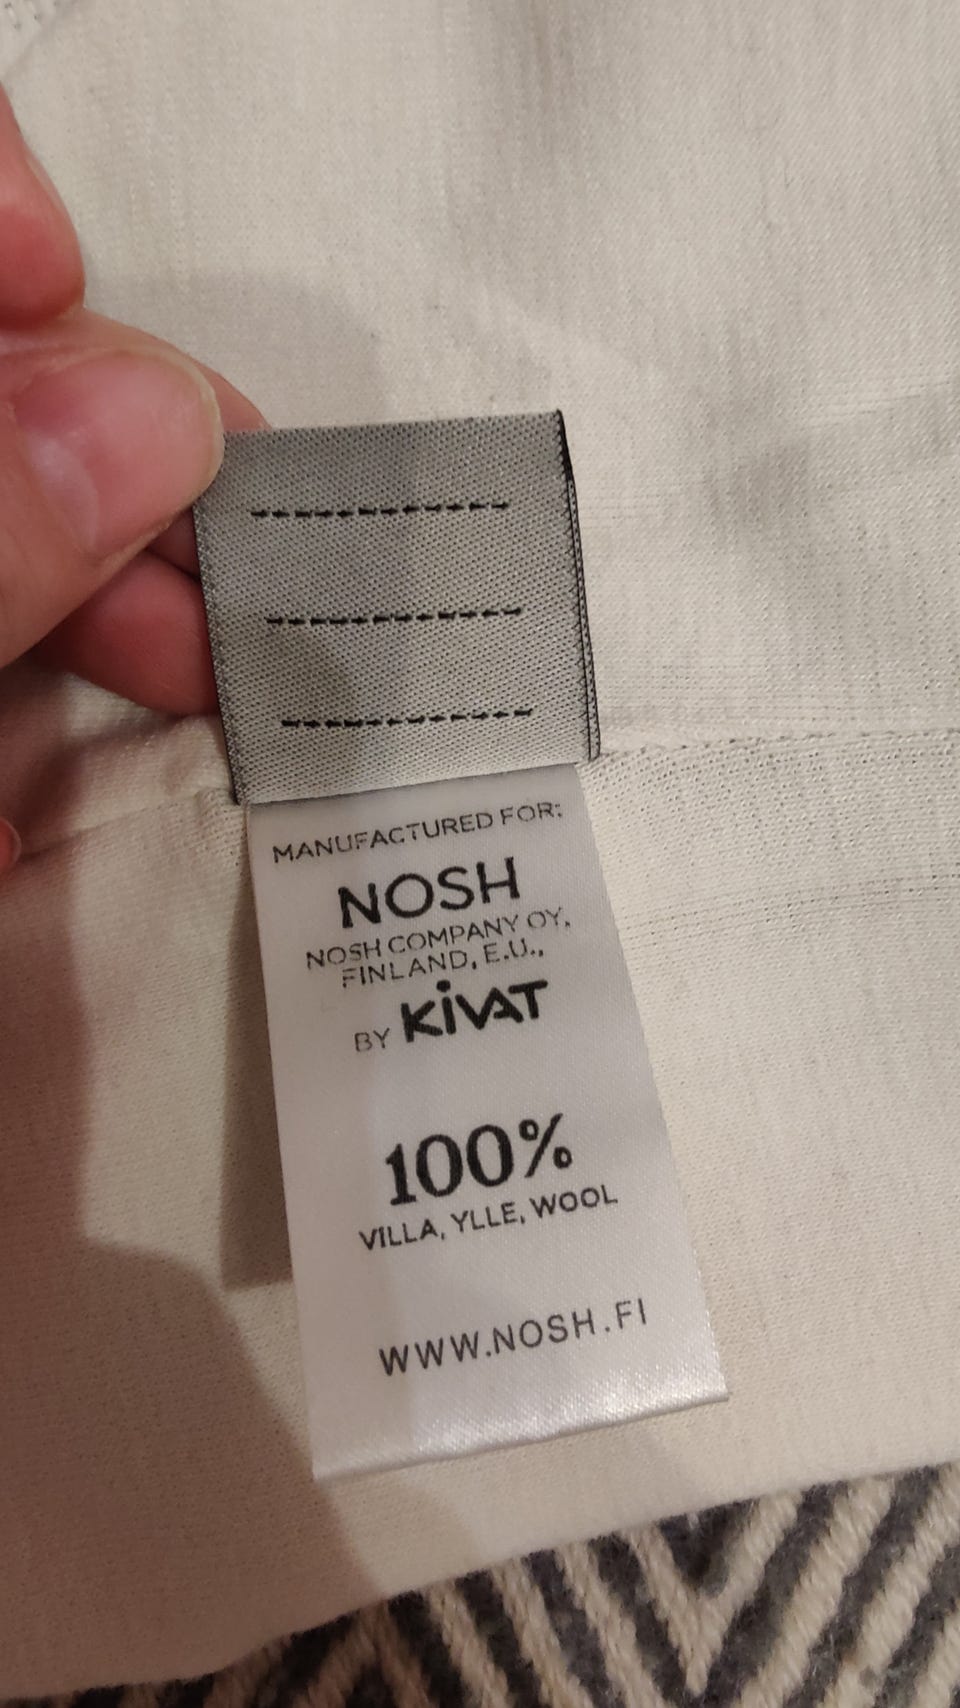 MANUFACTURED FOR:
NOSH
NOSH COMPANY OY,
FINLAND, E.U.,
BY KiVAT
100%
VILLA, YLLE, WOOL
WWW.NOSH.FI